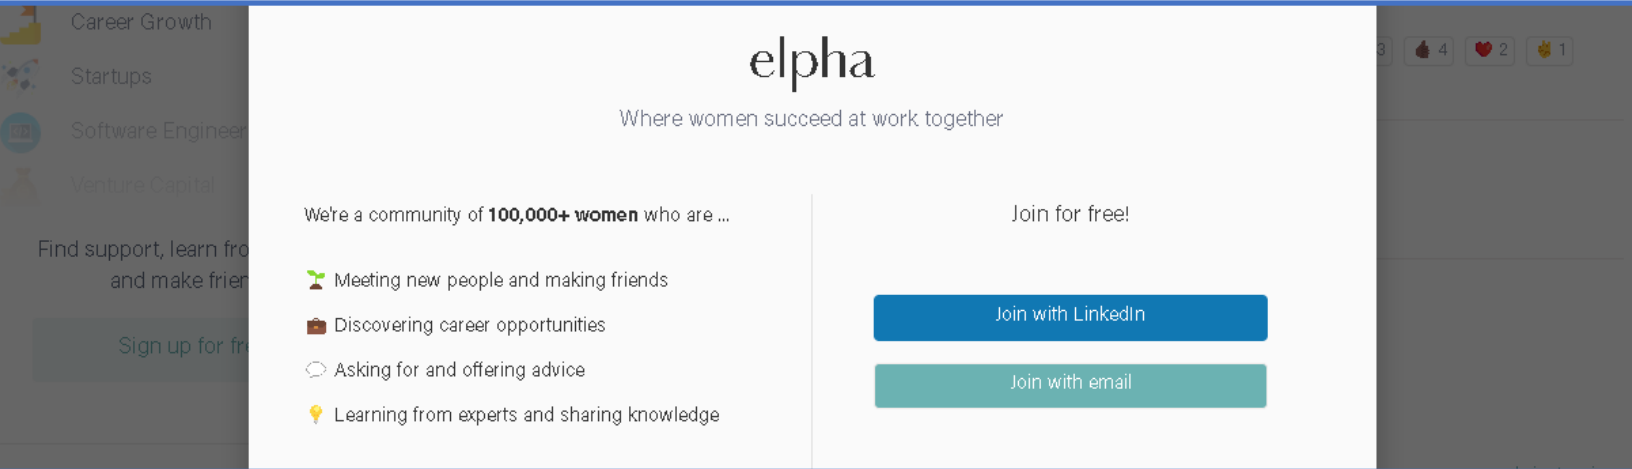 Career Growth
Startups
Software Engineer
Venture Capital
Find support, learn fro
and make frien
Sign up for fre
elpha
Where women succeed at work together
We're a community of 100,000+ women who are ...
Meeting new people and making friends
Discovering career opportunities
Asking for and offering advice
Learning from experts and sharing knowledge
Join for free!
Join with LinkedIn
Join with email
3 4 2 1